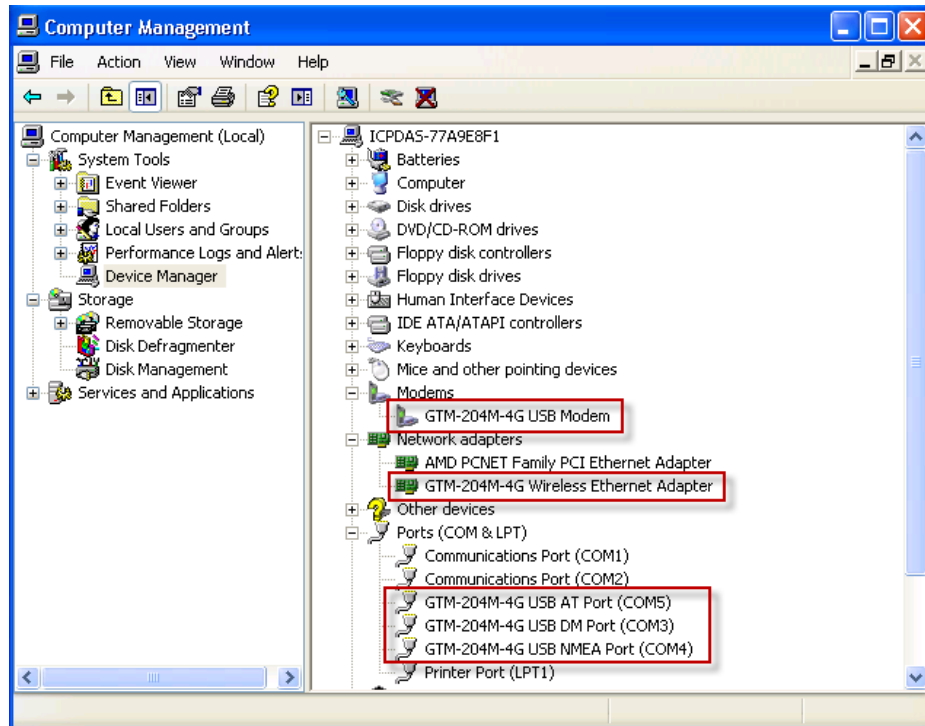 Computer Management
File Action View Window Help
Computer Management (Local)
System Tools
Event Viewer
Shared Folders
Local Users and Groups
Performance Logs and Alert
Device Manager
Storage
Removable Storage
Disk Defragmenter
Disk Management
Services and Applications
ICPDAS-77A9E8F1
Batteries
Computer
Disk drives
DVD/CD-ROM drives
Floppy disk controllers
Floppy disk drives
Human Interface Devices
IDE ATA/ATAPI controllers
Keyboards
Mice and other pointing devices
Modems
GTM-204M-4G USB Modem
Network adapters
AMD PCNET Family PCI Ethernet Adapter
GTM-204M-4G Wireless Ethernet Adapter
Other devices
Ports (COM & LPT)
Communications Port (COM1)
Communications Port (COM2)
GTM-204M-4G USB AT Port (COM5)
GTM-204M-4G USB DM Port (COM3)
GTM-204M-4G USB NMEA Port (COM4)
Printer Port (LPT1)